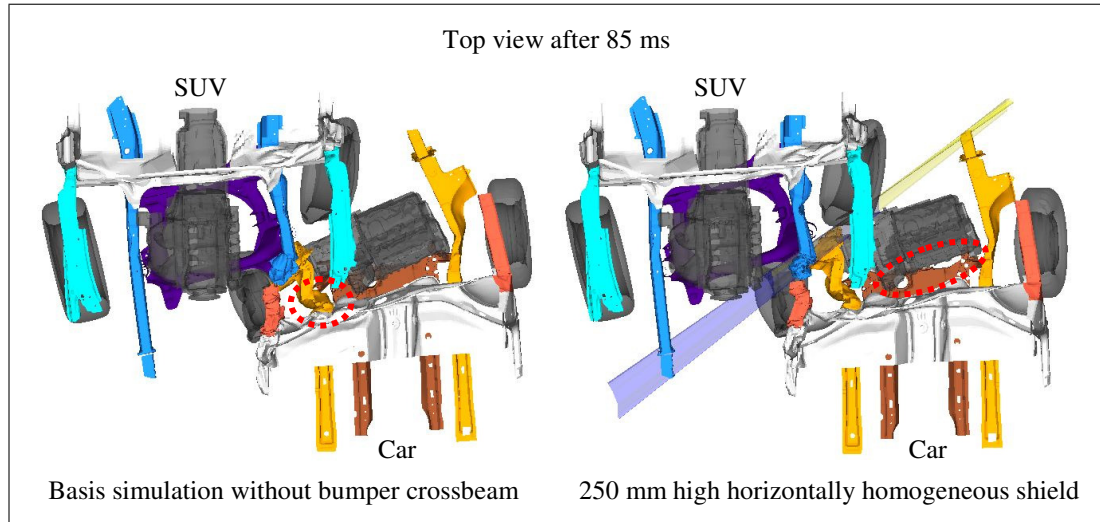 Top view after 85 ms
SUV
SUV
Car
Car
Basis simulation without bumper crossbeam
250 mm high horizontally homogeneous shield